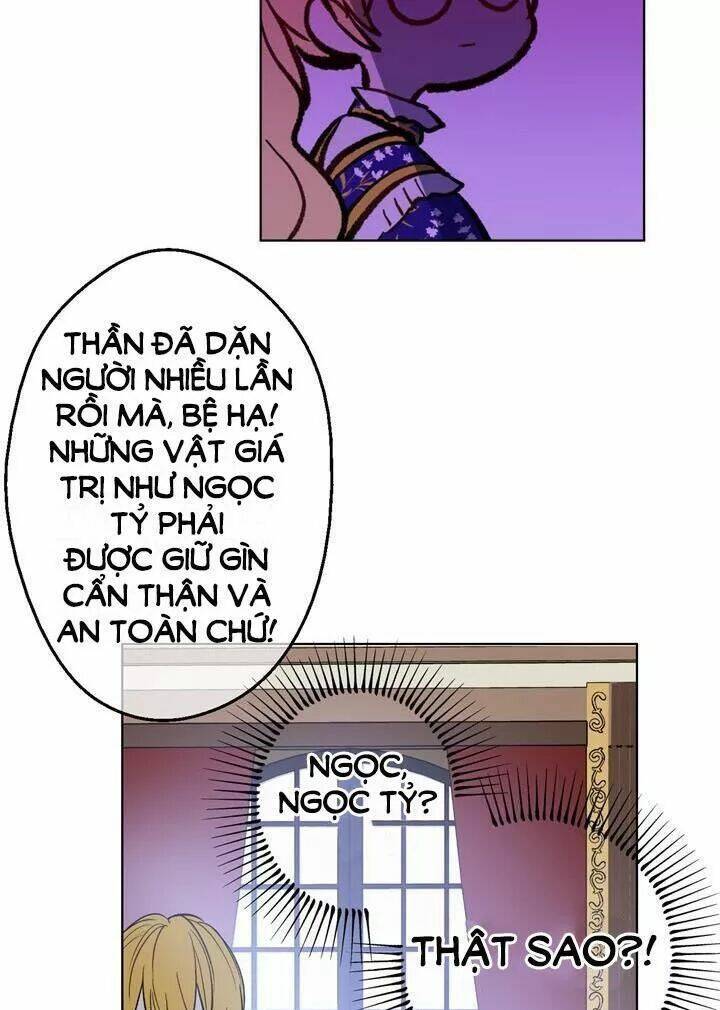 THẦN ĐÃ DẶN
NGƯỜI NHIỀU LẦN
RỒI MÀ, BỆ HẠ!
NHỮNG VẬT GIÁ
TRỊ NHƯ NGỌC
TỶ PHẢI
ĐƯỢC GIỮ GÌN
CẨN THẬN VÀ
AN TOÀN CHỨ!
NGỌC,
NGỌC TỶ?
THẬT SAO?!